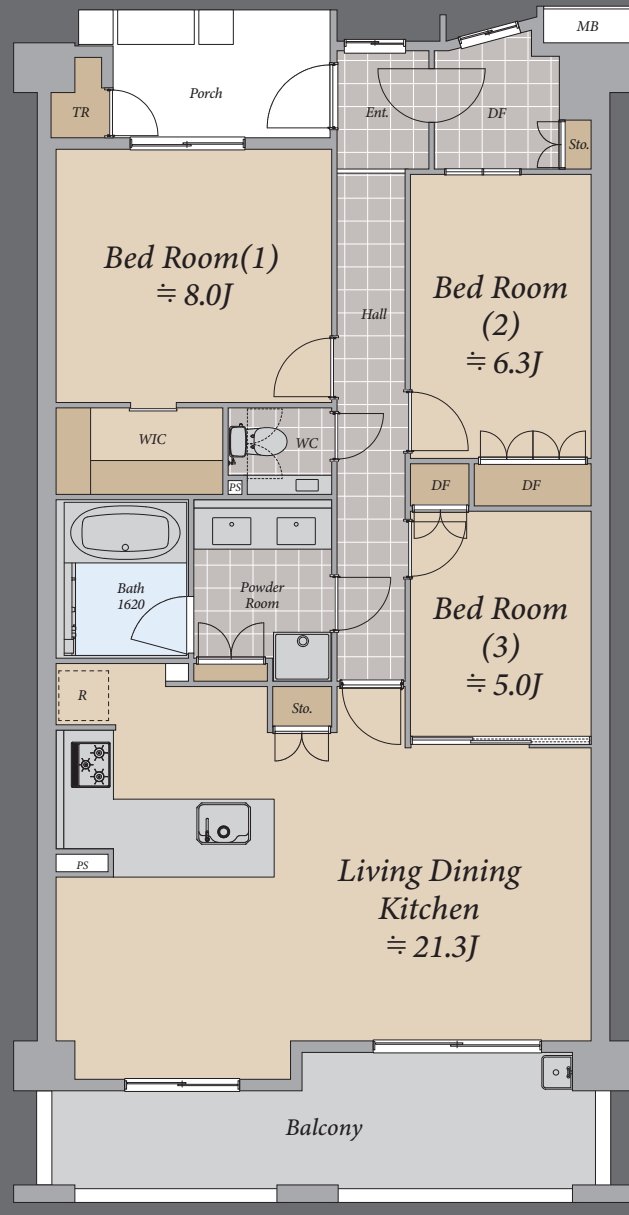 MB
Porch
TR
Ent.
DF
Sto.
Bed Room(1)
≒ 8.0J
Bed Room
(2)
≒ 6.3J
Hall
WIC
WC
PS
DF
DF
Bath
1620
Powder
Room
Bed Room
(3)
≒ 5.0J
R
Sto.
PS
Living Dining
Kitchen
≒ 21.3J
Balcony